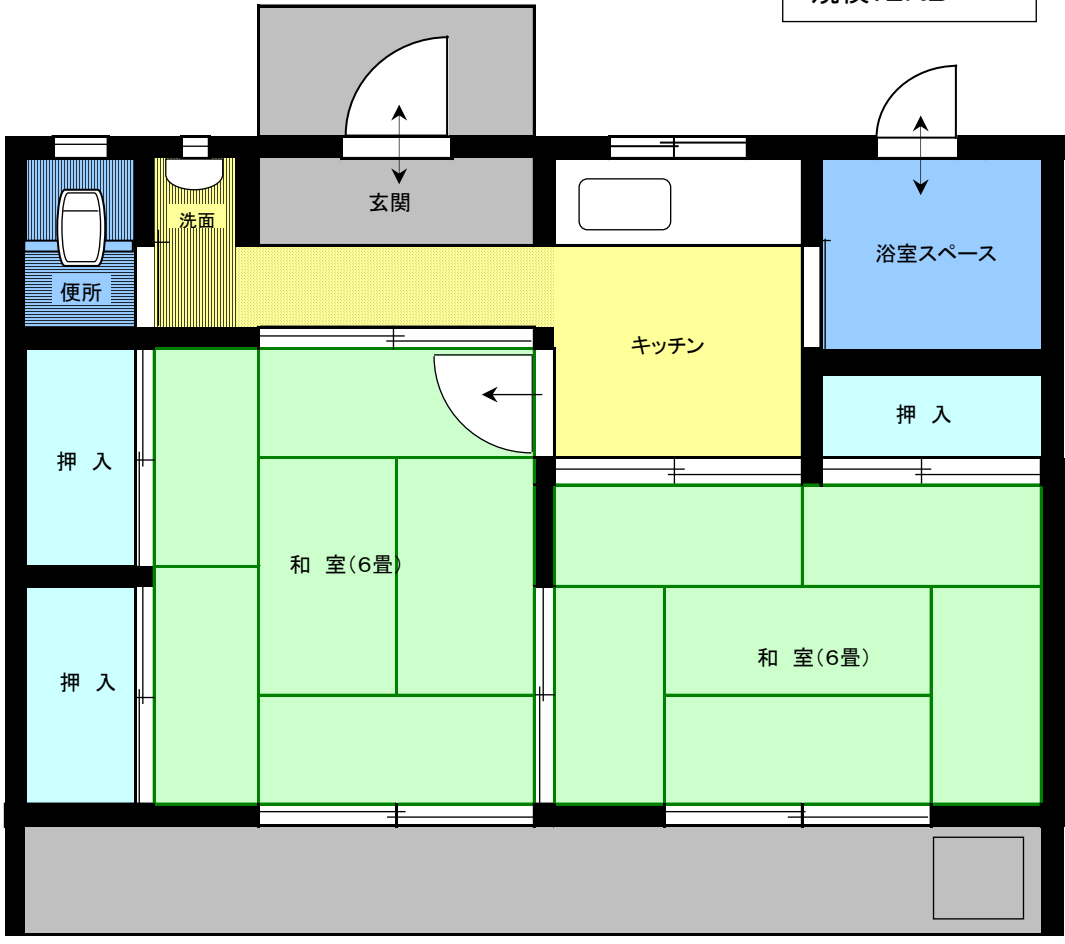 玄関
洗面
浴室スペース
便所
キッチン
押 入
押 入
和 室(6畳)
和 室(6畳)
押 入